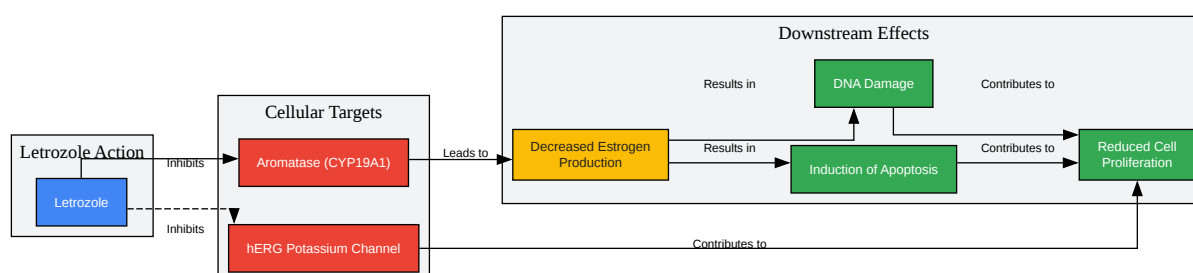 Downstream Effects
DNA Damage
Results in
Contributes to
Cellular Targets
Letrozole Action
Inhibits
Aromatase (CYP19A1)
Leads to
Decreased Estrogen
Production
Results in
Induction of Apoptosis
Contributes to
Reduced Cell
Proliferation
Letrozole
Inhibits
hERG Potassium Channel
Contributes to